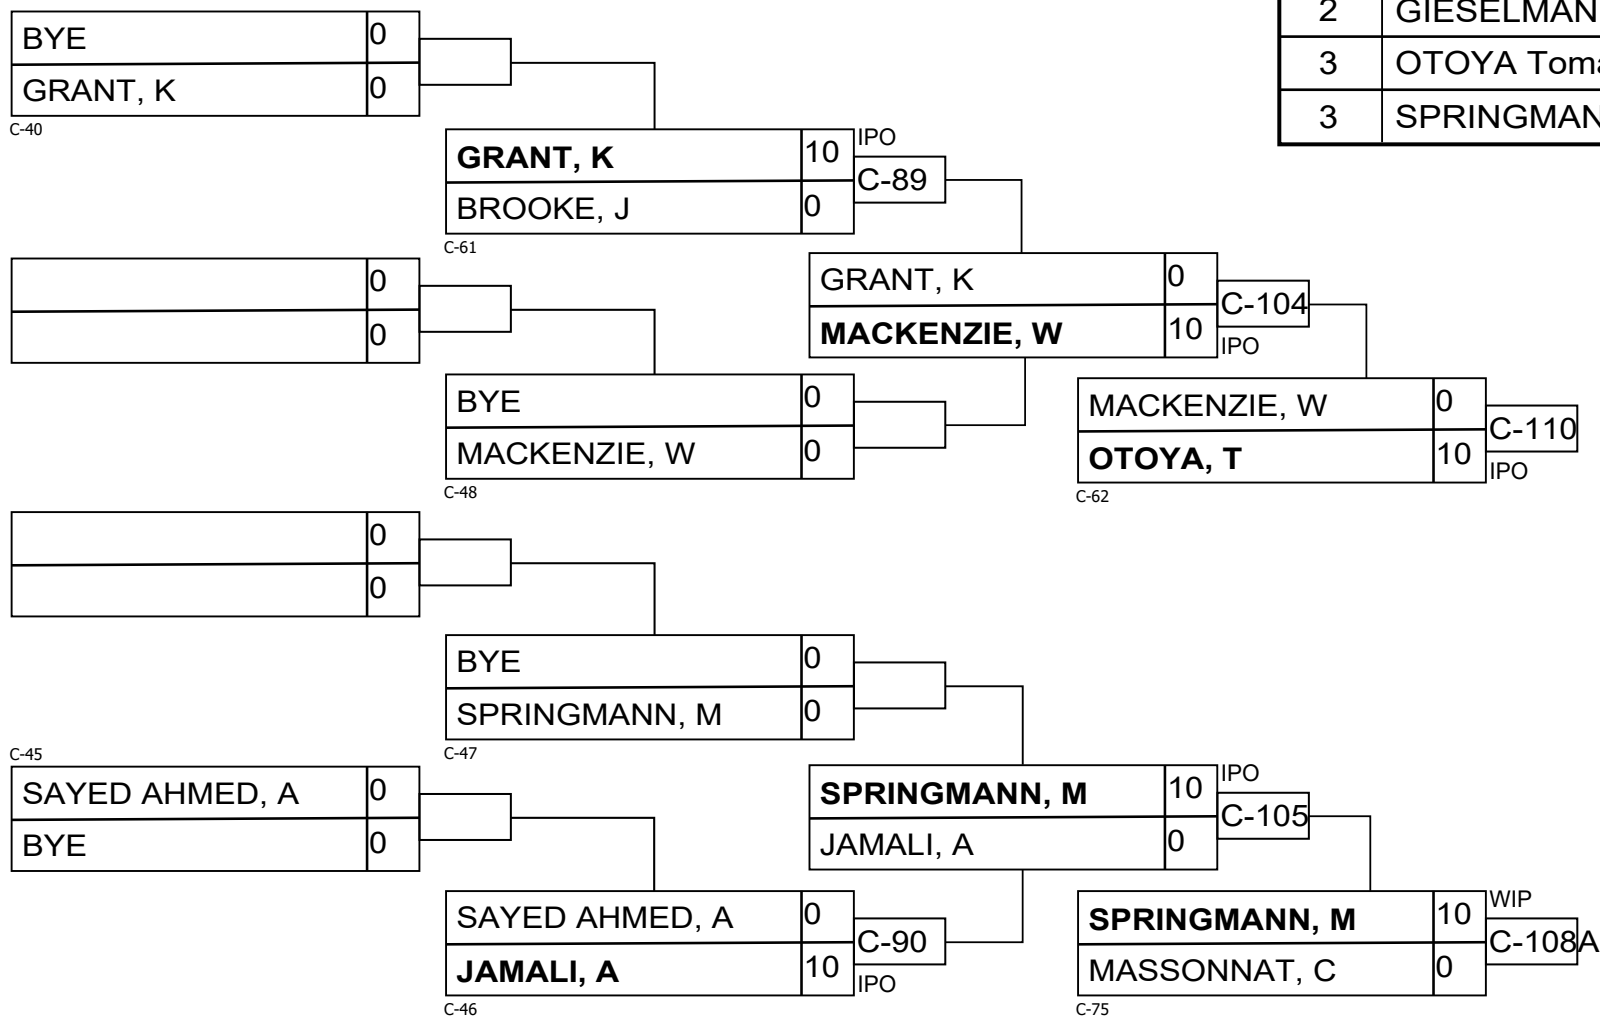 BYE 0
GRANT, K 0
C-40
2 GIESELMAN
3 OTOYA Toma
3 SPRINGMAN
GRANT, K 10 IPO
C-89
BROOKE, J 0
C-61
0
0
GRANT, K 0
C-104
MACKENZIE, W 10 IPO
BYE 0
MACKENZIE, W 0
C-48
MACKENZIE, W 0
C-110
OTOYA, T 10 IPO
C-62
0
0
BYE 0
SPRINGMANN, M 0
C-47
C-45
SAYED AHMED, A 0
BYE 0
SPRINGMANN, M 10 IPO
C-105
JAMALI, A 0
SAYED AHMED, A 0
C-90
JAMALI, A 10 IPO
C-46
SPRINGMANN, M 10 WIP
C-108A
MASSONNAT, C 0
C-75